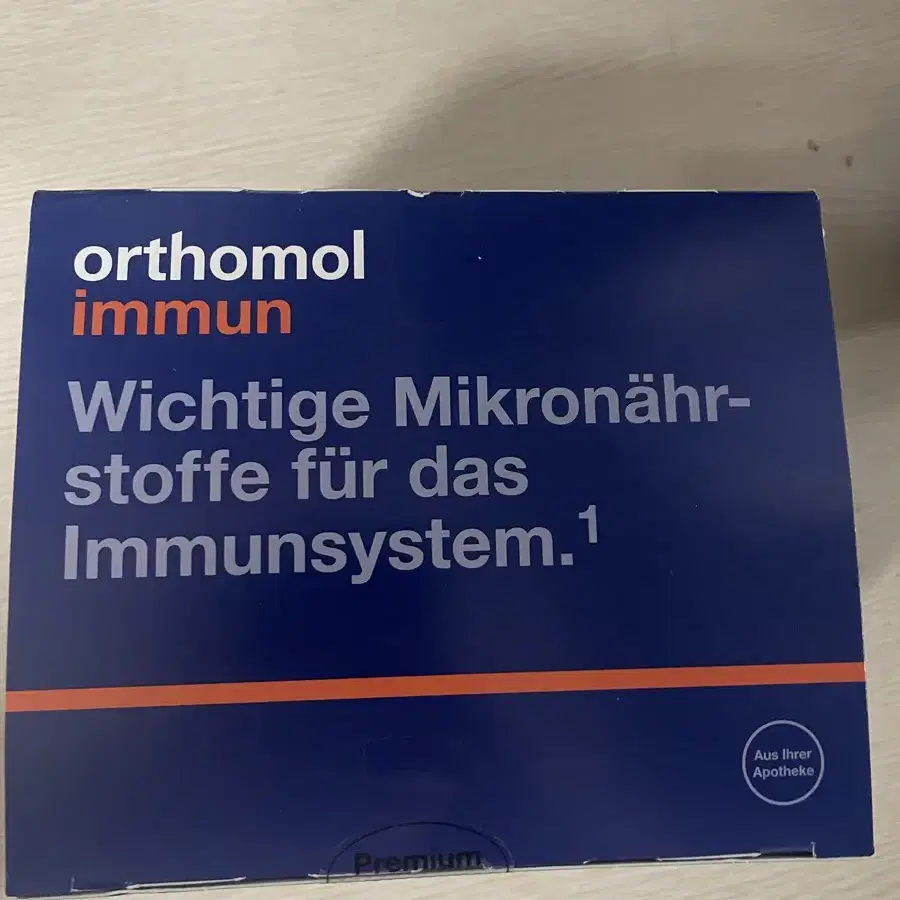 orthomol
immun
Wichtige Mikronähr-
stoffe für das
Immunsystem.¹
Aus Ihrer
Apotheke
Premium